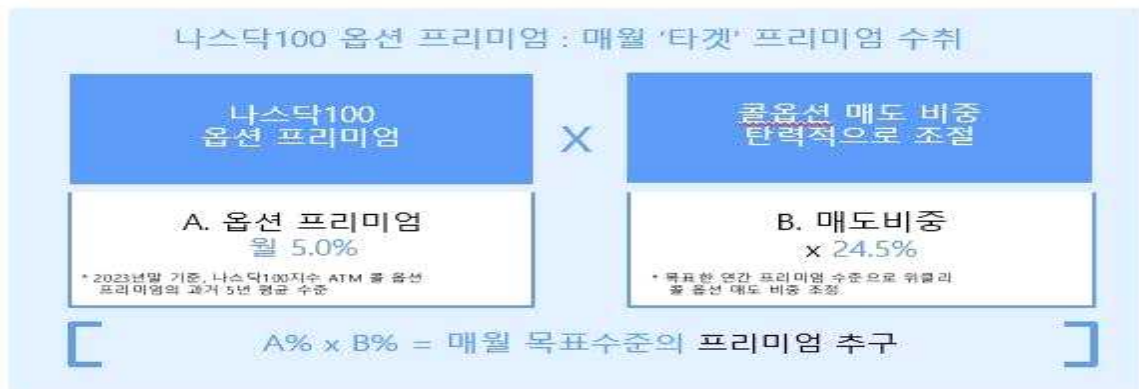 나스닥100 옵션 프리미엄 : 매월 '타겟' 프리미엄 수취
나스닥100
옵션 프리미엄
X
콜옵션 매도 비중
탄력적으로 조절
A. 옵션 프리미엄
월 5.0%
* 2023년말 기준, 나스닥100지수 ATM 콜 옵션
프리미엄의 과거 5년 평균 수준
B. 매도비중
x 24.5%
* 목표한 연간 프리미엄 수준으로 위클리
콜 옵션 매도 비중 조정
[ A% x B% = 매월 목표수준의 프리미엄 추구 ]